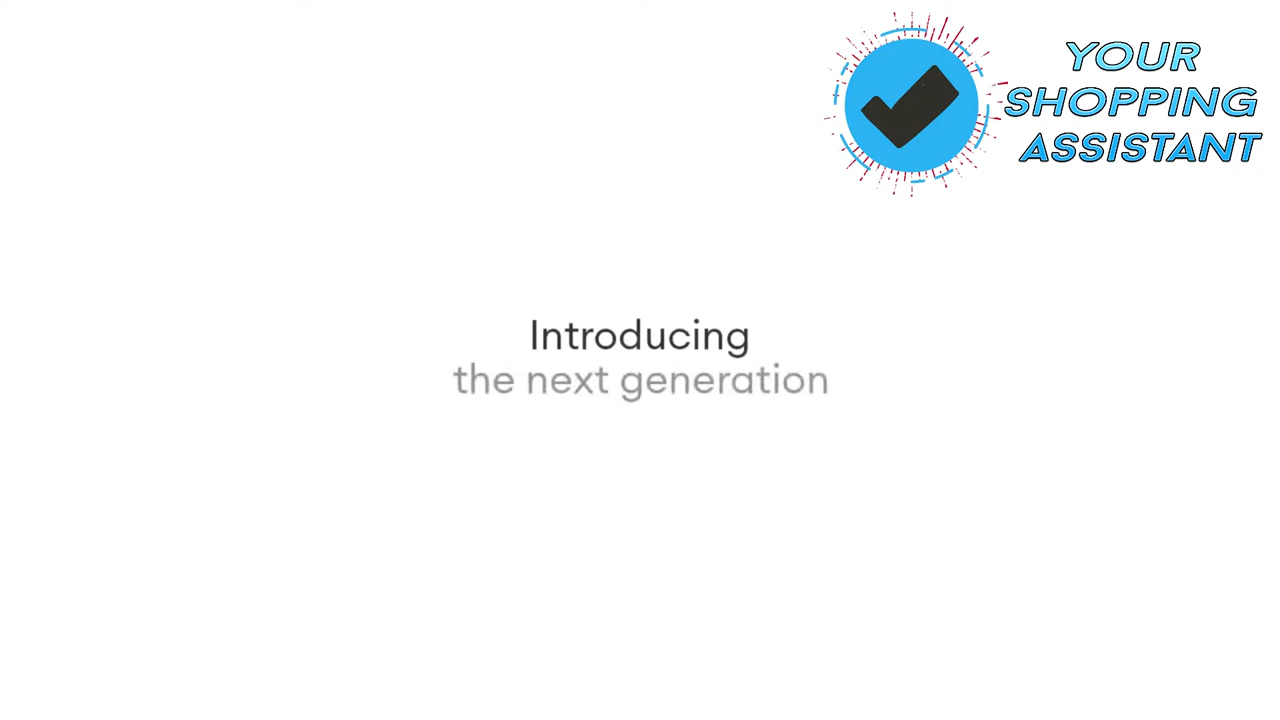 YOUR
SHOPPING
ASSISTANT
Introducing
the next generation